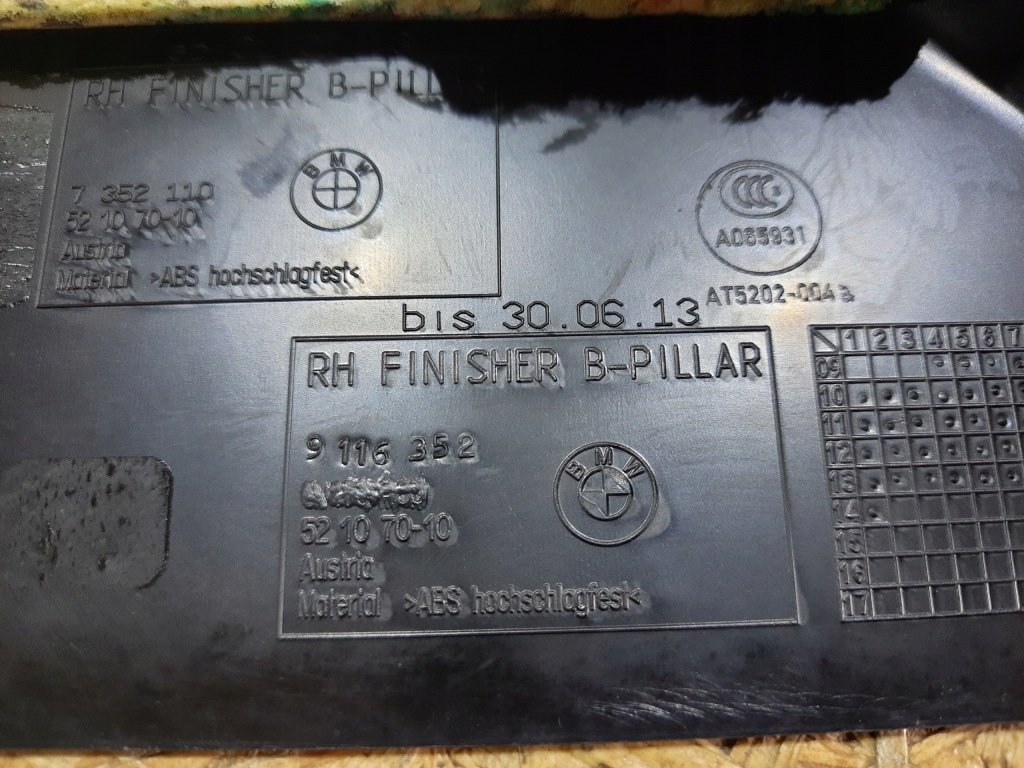 RH FINISHER B-PILLAR
BMW
7 352 110
52 10 70-10
Austria
Material >ABS hochschlagfest<
CCC
A065931
AT5202-004
bis 30.06.13
RH FINISHER B-PILLAR
9 116 352
BMW
52 10 70-10
Austria
Material >ABS hochschlagfest<
1 2 3 4 5 6 7
09
10
11
12
13
14
15
16
17